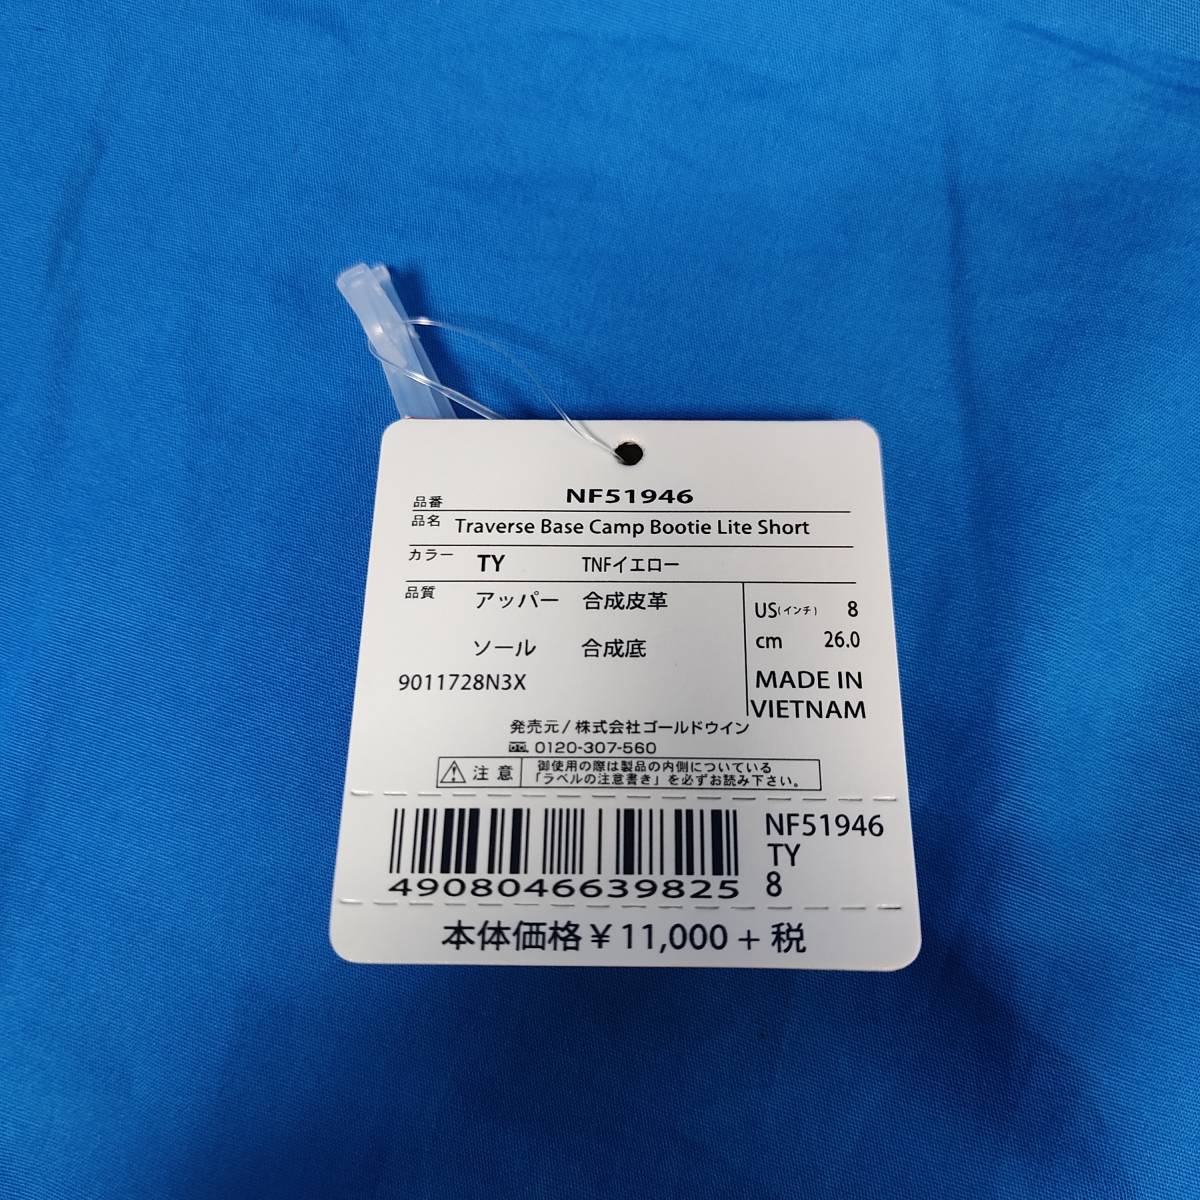 品番 NF51946
品名 Traverse Base Camp Bootie Lite Short
カラー TY TNFイエロー
品質 アッパー 合成皮革
ソール 合成底
9011728N3X
US(インチ) 8
cm 26.0
MADE IN
VIETNAM
発売元/株式会社ゴールドウイン
0120-307-560
注意
御使用の際は製品の内側についている
「ラベルの注意書き」を必ずお読み下さい。
4908046639825
NF51946
TY
8
本体価格¥11,000+税